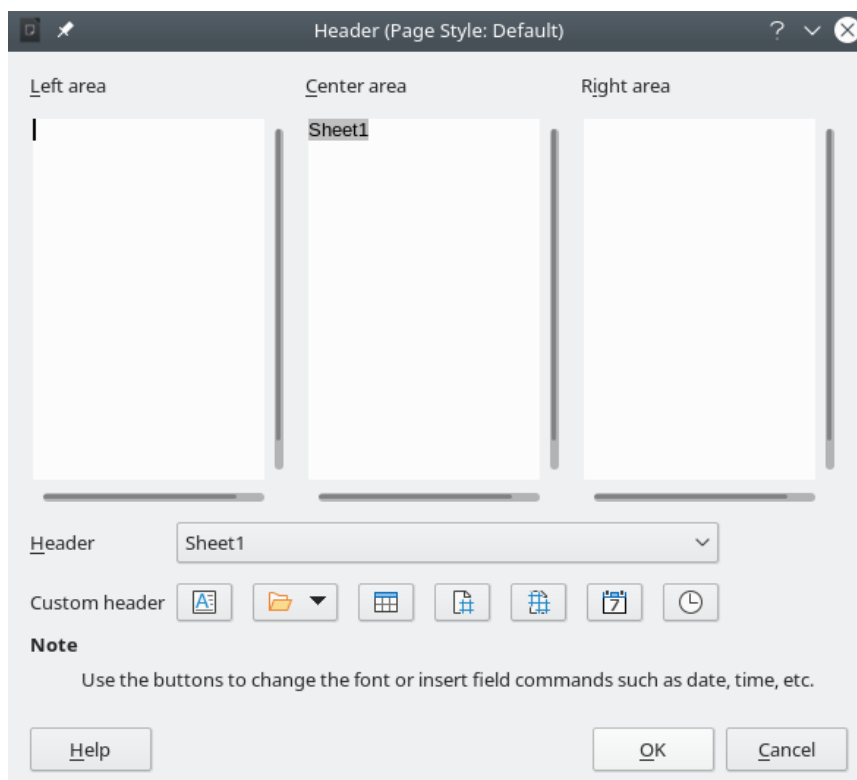 Header (Page Style: Default)
Left area Center area Right area
Sheet1
Header Sheet1
Custom header 7
Note
Use the buttons to change the font or insert field commands such as date, time, etc.
Help OK Cancel